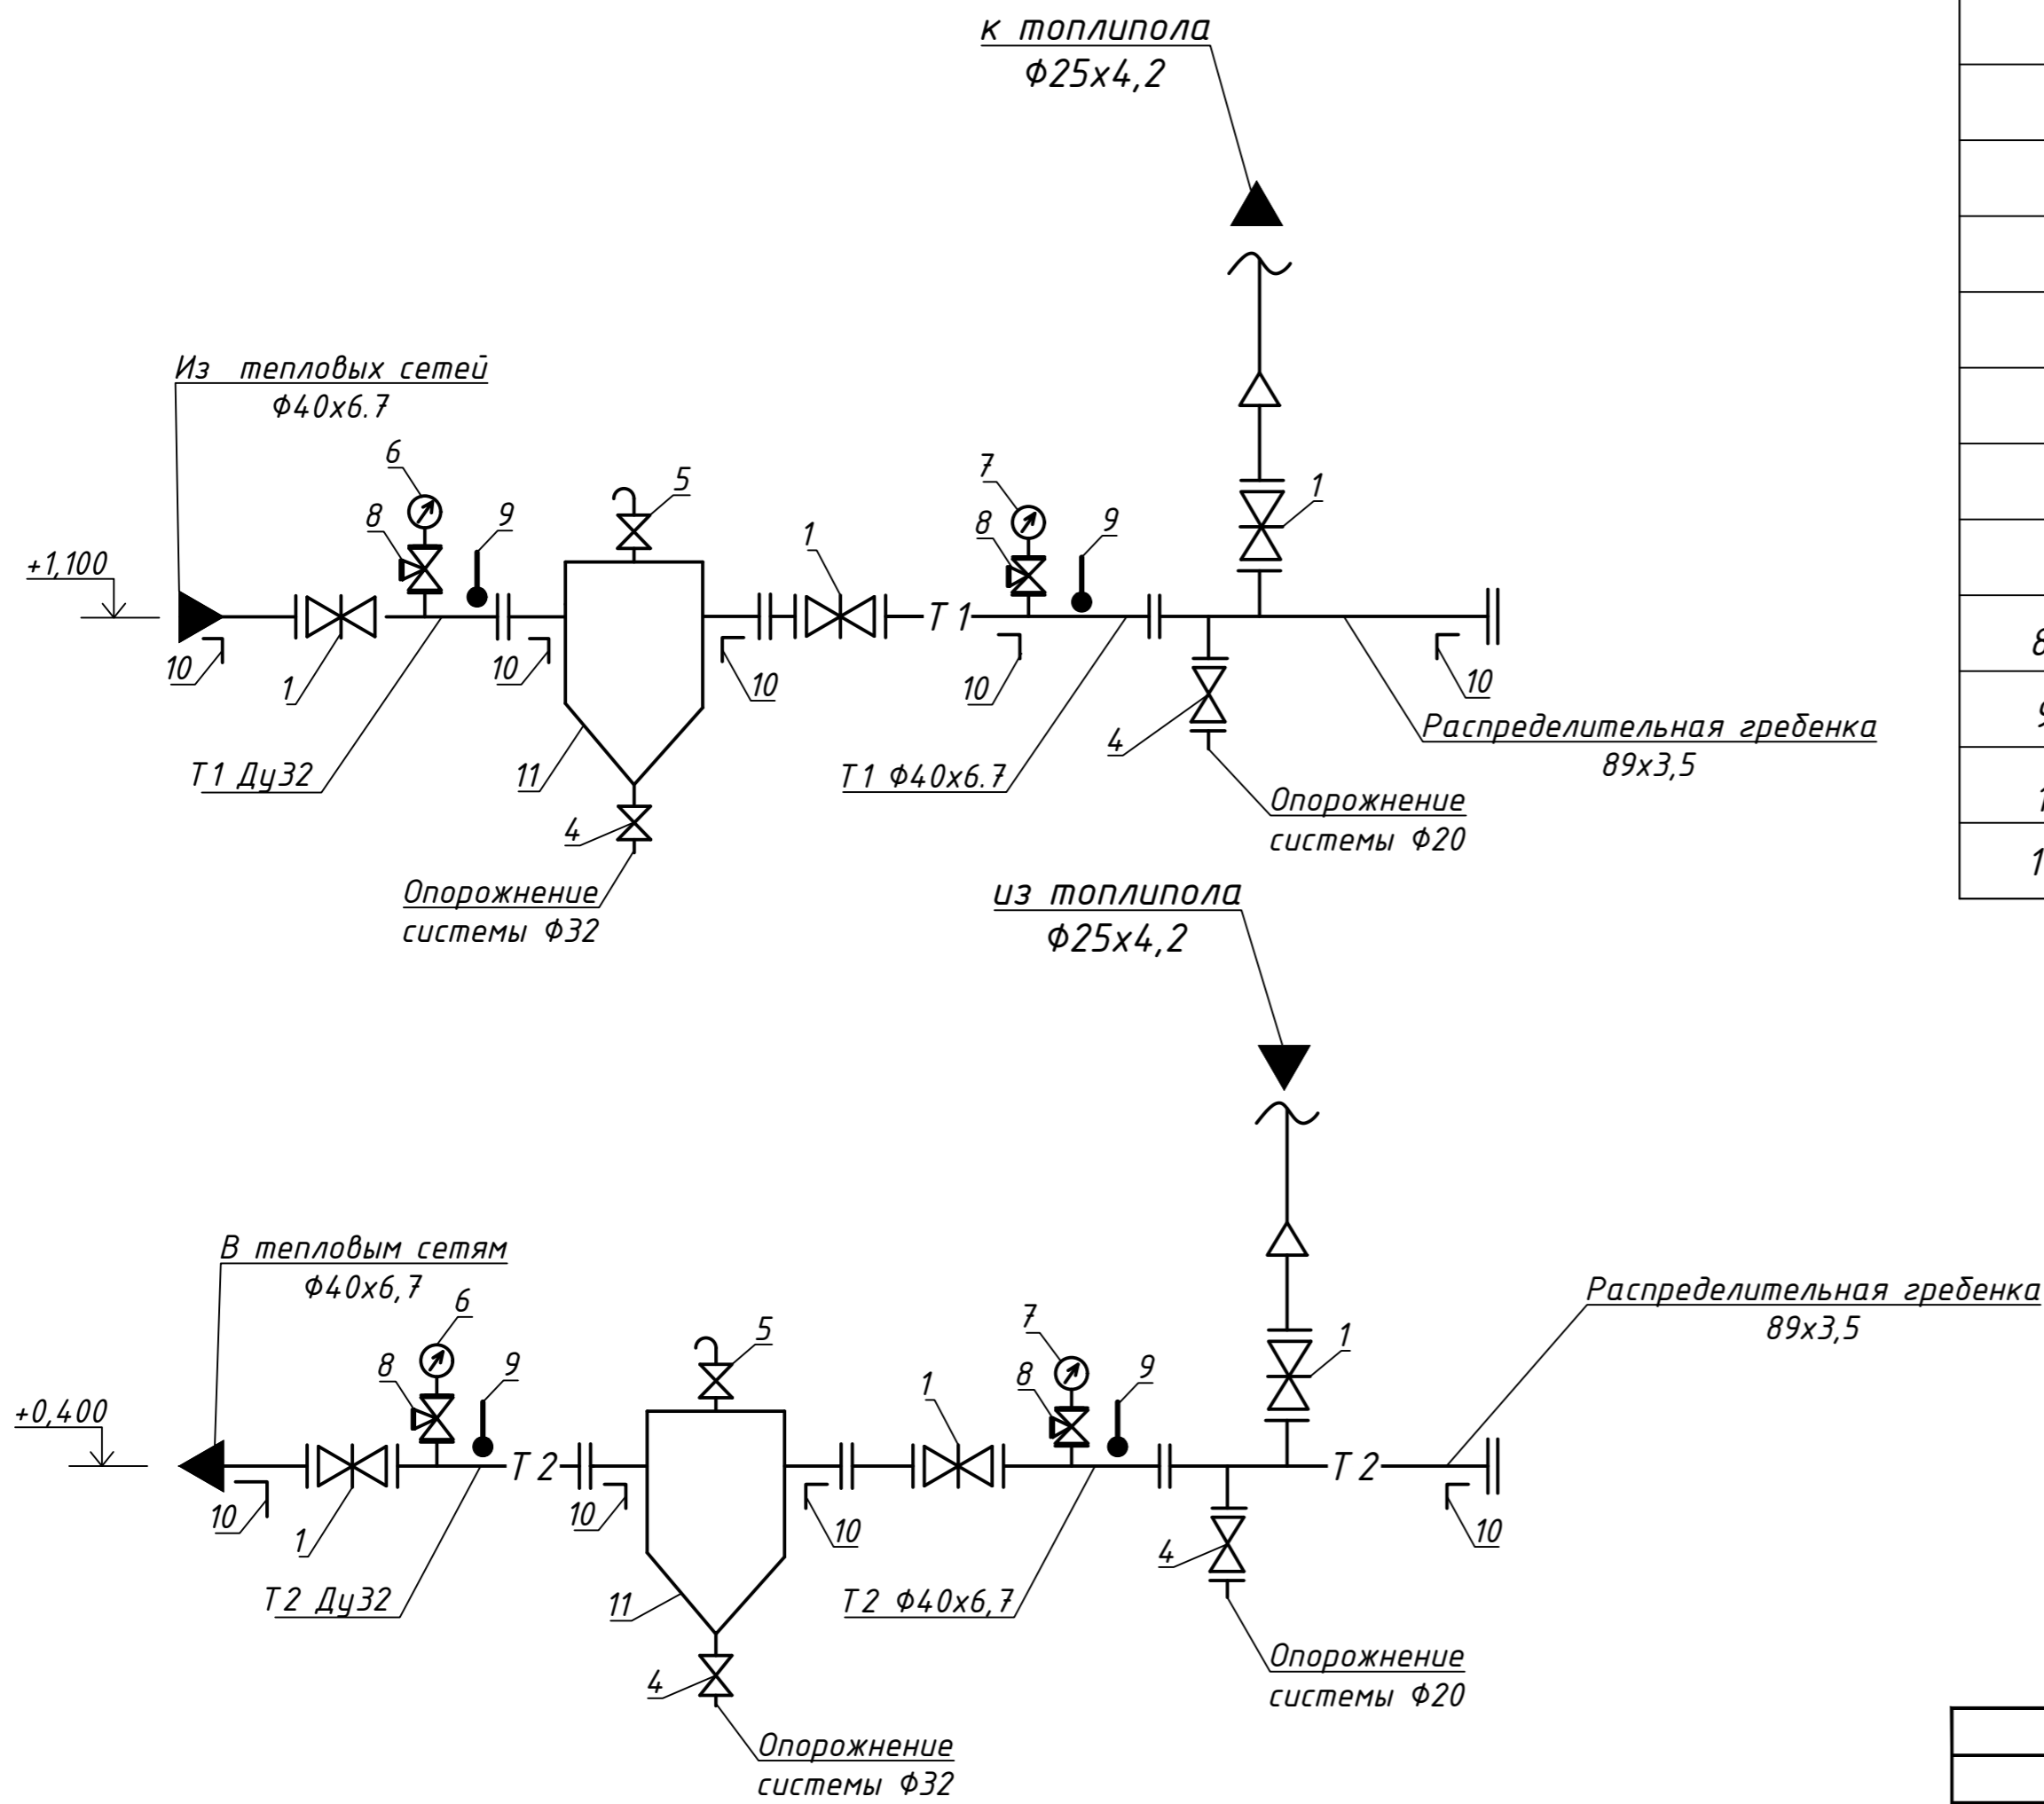 к топлипола
Ф25х4,2
Из тепловых сетей
Ф40х6.7
6
5
7
1
8
9
1
8
9
+1,100
Т 1
10
1
10
10
10
10
4
Распределительная гребенка
89х3,5
Т1 Ду32
11
Т1 Ф40х6.7
Опорожнение
системы Ф20
4
Опорожнение
системы Ф32
8
из топлипола
Ф25х4,2
В тепловым сетям
Ф40х6,7
6
5
7
1
Распределительная гребенка
89х3,5
8
9
1
8
9
+0,400
Т 2
Т 2
10
1
10
10
4
10
Т2 Ду32
11
Т2 Ф40х6,7
4
Опорожнение
системы Ф20
Опорожнение
системы Ф32